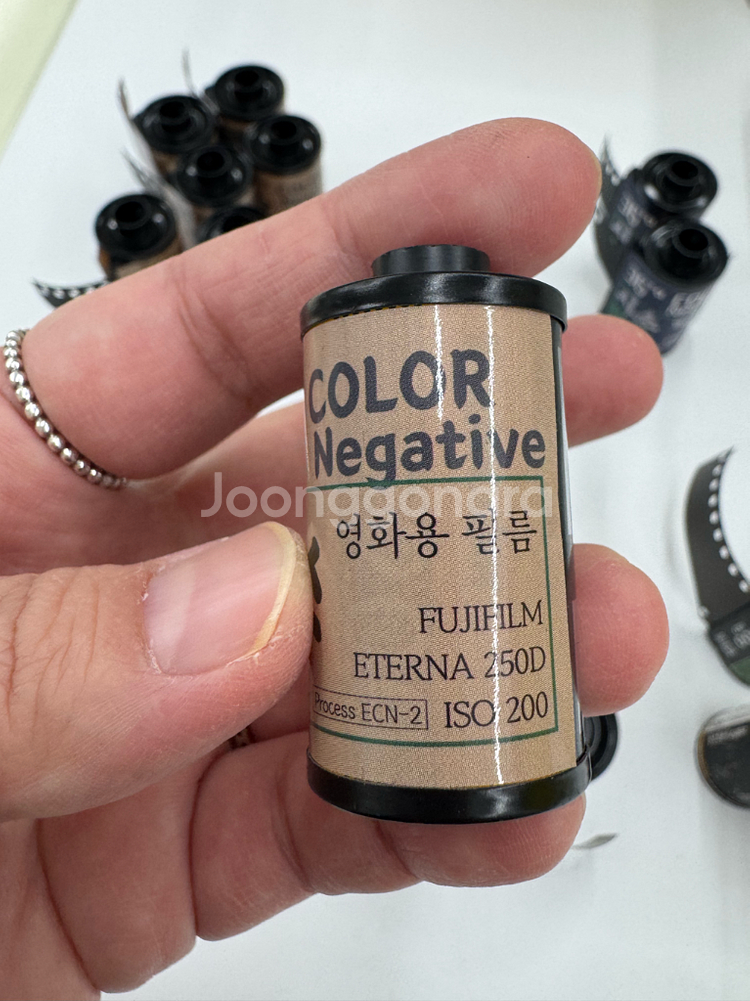 COLOR
Negative
Joonggonara
영화용 필름
FUJIFILM
ETERNA 250D
Process ECN-2 ISO 200